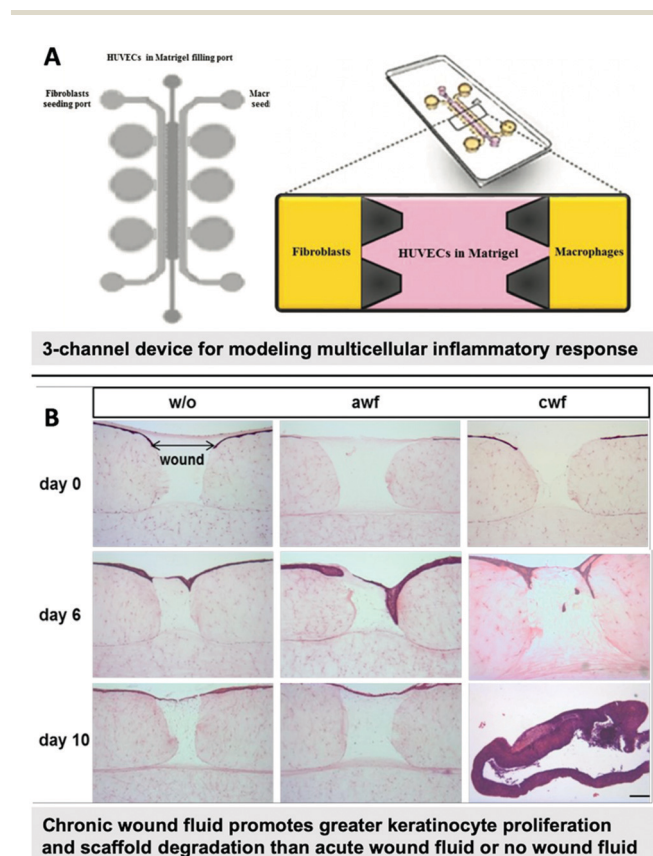 A
HUVECs in Matrigel filling port
Fibroblasts
seeding port
Macr
seedi
Fibroblasts
HUVECs in Matrigel
Macrophages
3-channel device for modeling multicellular inflammatory response
B
w/o
awf
cwf
wound
day 0
day 6
day 10
Chronic wound fluid promotes greater keratinocyte proliferation
and scaffold degradation than acute wound fluid or no wound fluid